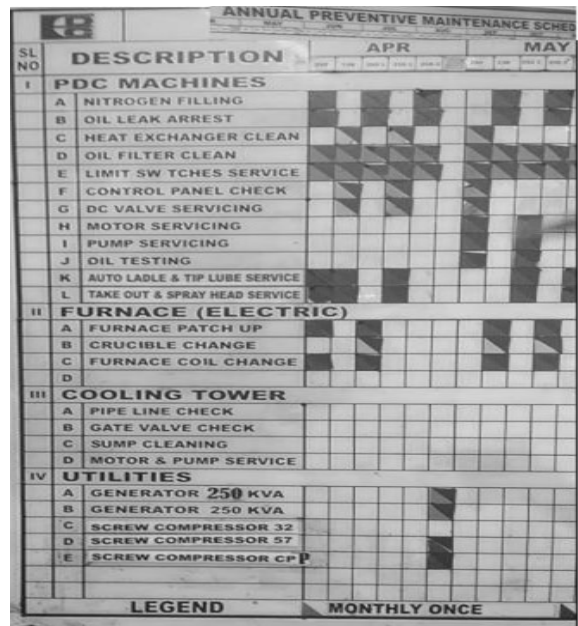 ANNUAL PREVENTIVE MAINTENANCE SCHED
SL NO DESCRIPTION APR MAY
I PDC MACHINES
A NITROGEN FILLING
B OIL LEAK ARREST
C HEAT EXCHANGER CLEAN
D OIL FILTER CLEAN
E LIMIT SW TCHES SERVICE
F CONTROL PANEL CHECK
G DC VALVE SERVICING
H MOTOR SERVICING
I PUMP SERVICING
J OIL TESTING
K AUTO LADLE & TIP LUBE SERVICE
L TAKE OUT & SPRAY HEAD SERVICE
II FURNACE (ELECTRIC)
A FURNACE PATCH UP
B CRUCIBLE CHANGE
C FURNACE COIL CHANGE
D
III COOLING TOWER
A PIPE LINE CHECK
B GATE VALVE CHECK
C SUMP CLEANING
D MOTOR & PUMP SERVICE
IV UTILITIES
A GENERATOR 250 KVA
B GENERATOR 250 KVA
C SCREW COMPRESSOR 32
D SCREW COMPRESSOR 57
E SCREW COMPRESSOR CPP
LEGEND MONTHLY ONCE